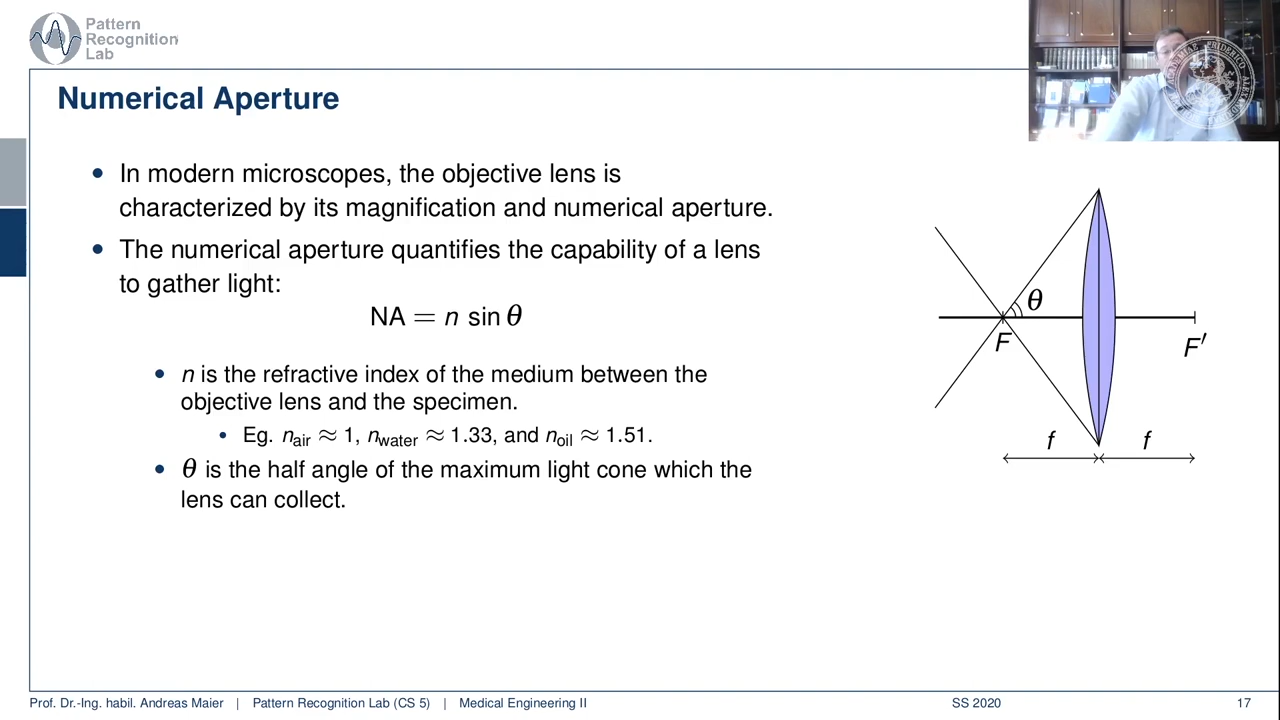 Pattern
Recognition
Lab
Numerical Aperture
• In modern microscopes, the objective lens is
characterized by its magnification and numerical aperture.
• The numerical aperture quantifies the capability of a lens
to gather light:
NA = n sin θ
• n is the refractive index of the medium between the
objective lens and the specimen.
• Eg. n_air ≈ 1, n_water ≈ 1.33, and n_oil ≈ 1.51.
• θ is the half angle of the maximum light cone which the
lens can collect.
θ
F
F′
f
f
Prof. Dr.-Ing. habil. Andreas Maier | Pattern Recognition Lab (CS 5) | Medical Engineering II
SS 2020
17